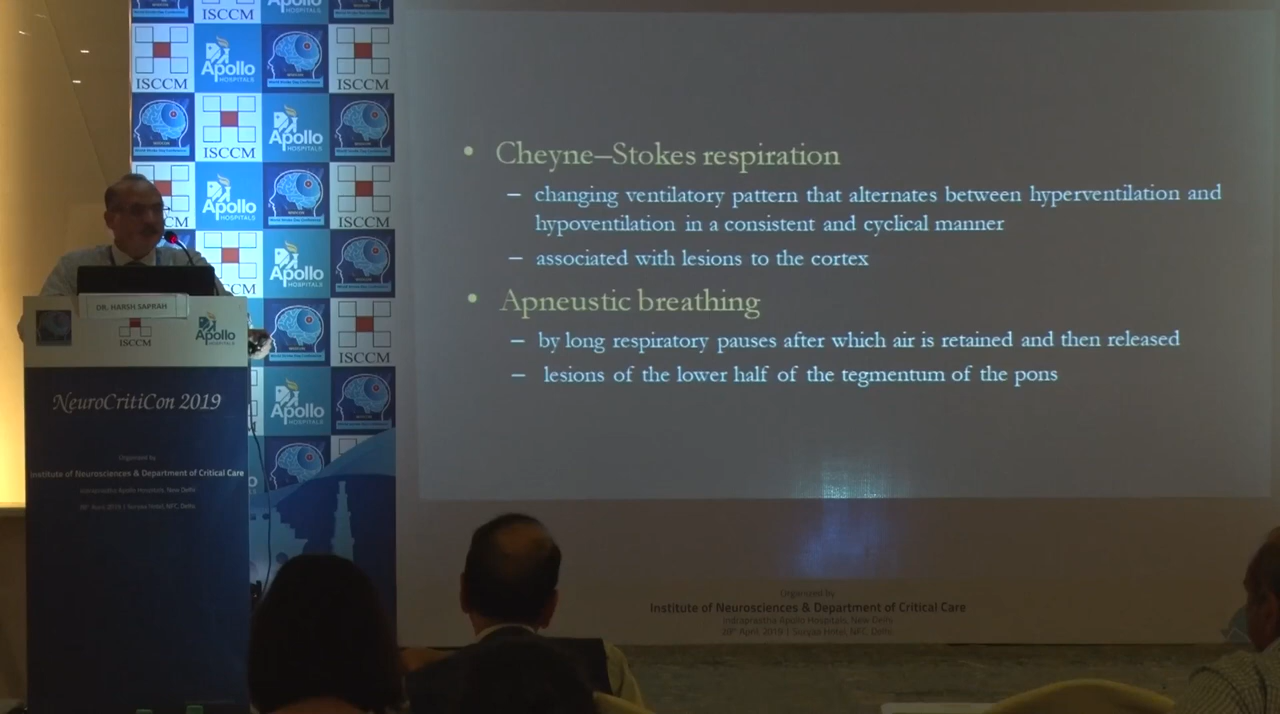 ISCCM
Apollo
HOSPITALS
ISCCM
Apollo
HOSPITALS
ISCCM
ISCCM
Apollo
HOSPITALS
Apollo
HOSPITALS
Apollo
HOSPITALS
ISCCM
Apollo
HOSPITALS
DR. HARSH SAPRAH
ISCCM
Apollo
HOSPITALS
NeuroCritiCon 2019
Organized by
Institute of Neurosciences & Department of Critical Care
Indraprastha Apollo Hospitals, New Delhi
28th April, 2019 | Suryaa Hotel, NFC, Delhi
• Cheyne–Stokes respiration
– changing ventilatory pattern that alternates between hyperventilation and
hypoventilation in a consistent and cyclical manner
– associated with lesions to the cortex
• Apneustic breathing
– by long respiratory pauses after which air is retained and then released
– lesions of the lower half of the tegmentum of the pons
Organized by
Institute of Neurosciences & Department of Critical Care
Indraprastha Apollo Hospitals, New Delhi
28th April, 2019 | Suryaa Hotel, NFC, Delhi